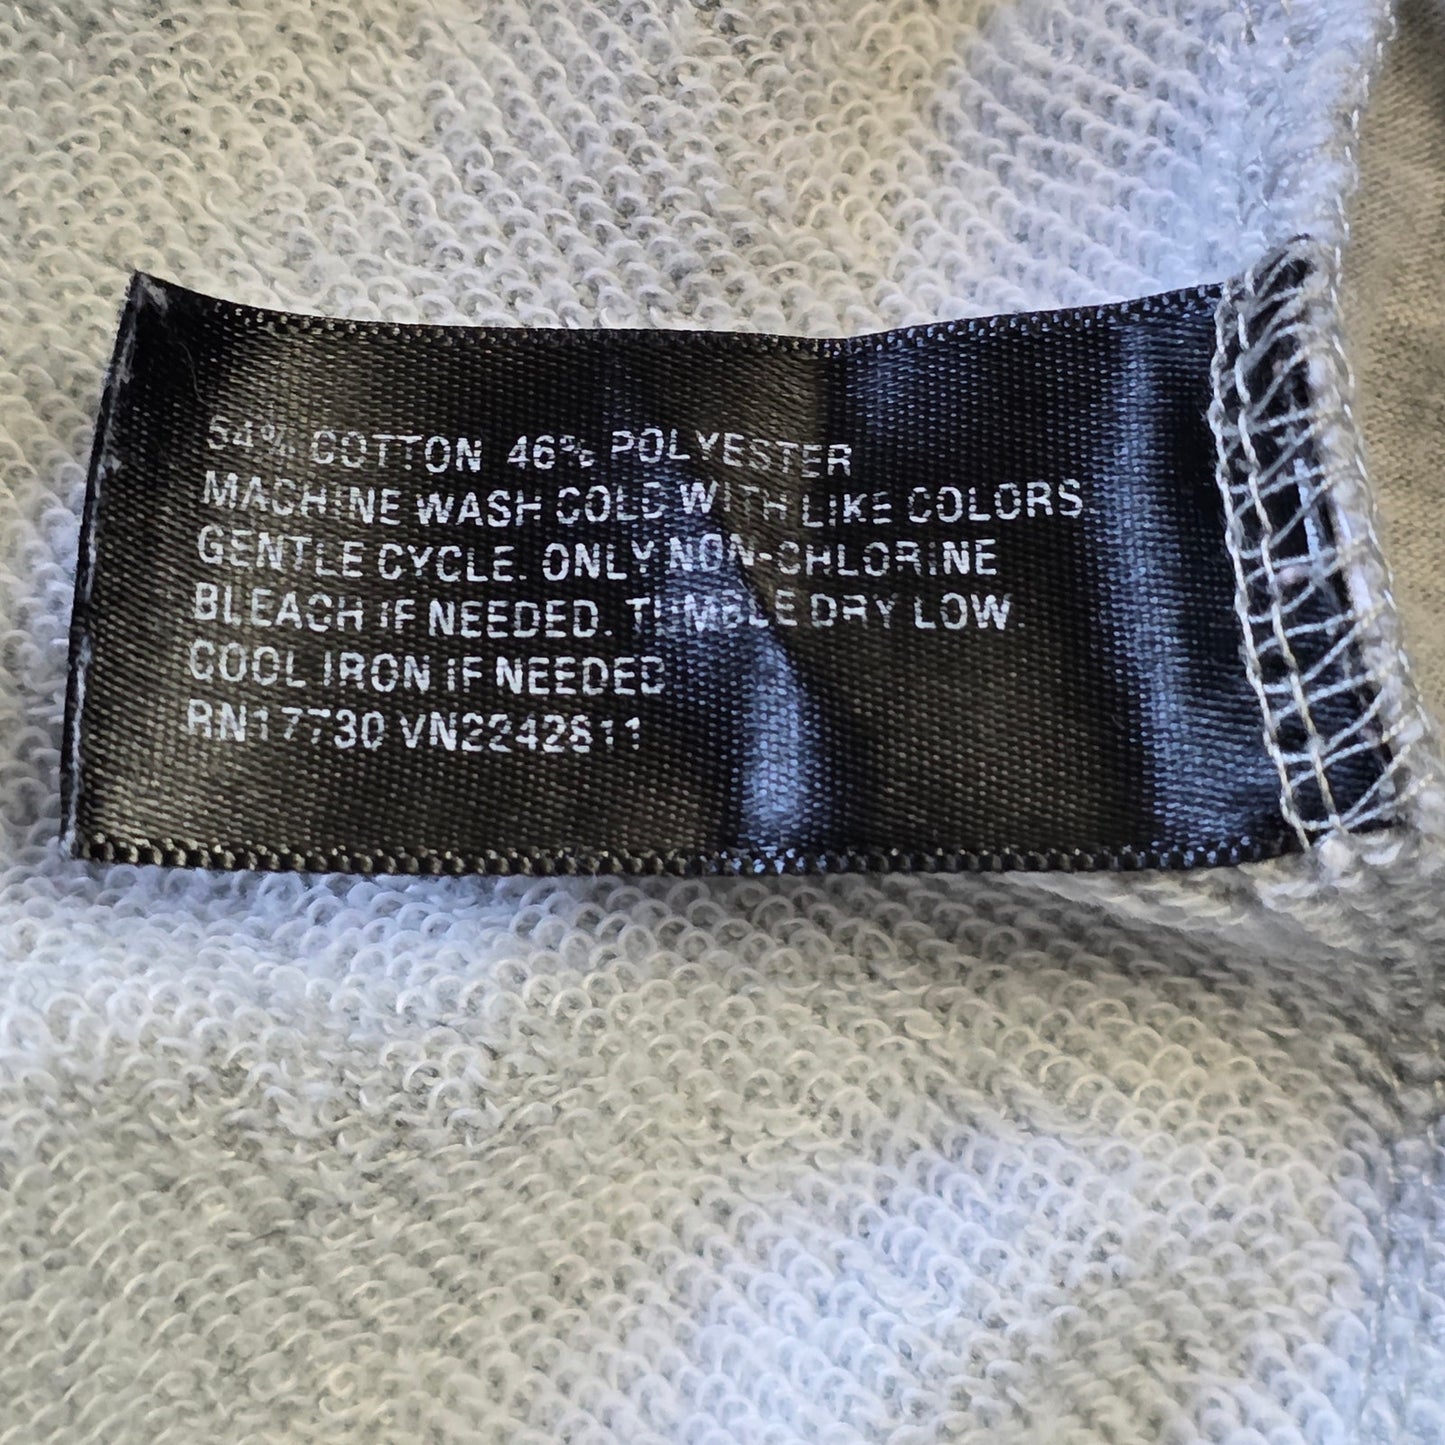 54% COTTON 46% POLYESTER
MACHINE WASH COLD WITH LIKE COLORS
GENTLE CYCLE. ONLY NON-CHLORINE
BLEACH IF NEEDED. TUMBLE DRY LOW.
COOL IRON IF NEEDED
RN17730 VN2242811